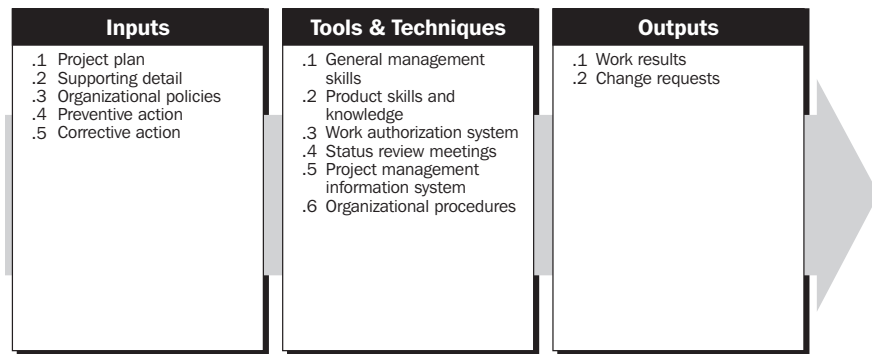 Inputs
.1 Project plan
.2 Supporting detail
.3 Organizational policies
.4 Preventive action
.5 Corrective action
Tools & Techniques
.1 General management
skills
.2 Product skills and
knowledge
.3 Work authorization system
.4 Status review meetings
.5 Project management
information system
.6 Organizational procedures
Outputs
.1 Work results
.2 Change requests